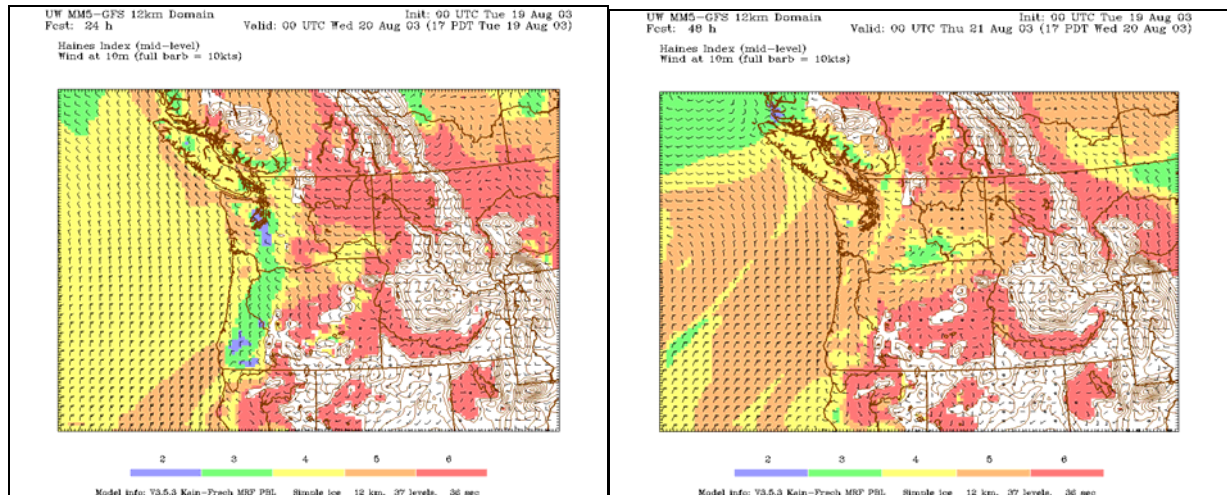 UW MM5-GFS 12km Domain Init: 00 UTC Tue 19 Aug 03
Fcst: 24 h Valid: 00 UTC Wed 20 Aug 03 (17 PDT Tue 19 Aug 03)
Haines Index (mid-level)
Wind at 10m (full barb = 10kts)
2 3 4 5 6
Model info: V3.5.3 Kain-Frsch MRF PBL Simple ice 12 km, 37 levels, 36 sec
UW MM5-GFS 12km Domain Init: 00 UTC Tue 19 Aug 03
Fcst: 48 h Valid: 00 UTC Thu 21 Aug 03 (17 PDT Wed 20 Aug 03)
Haines Index (mid-level)
Wind at 10m (full barb = 10kts)
2 3 4 5 6
Model info: V3.5.3 Kain-Frsch MRF PBL Simple ice 12 km, 37 levels, 36 sec